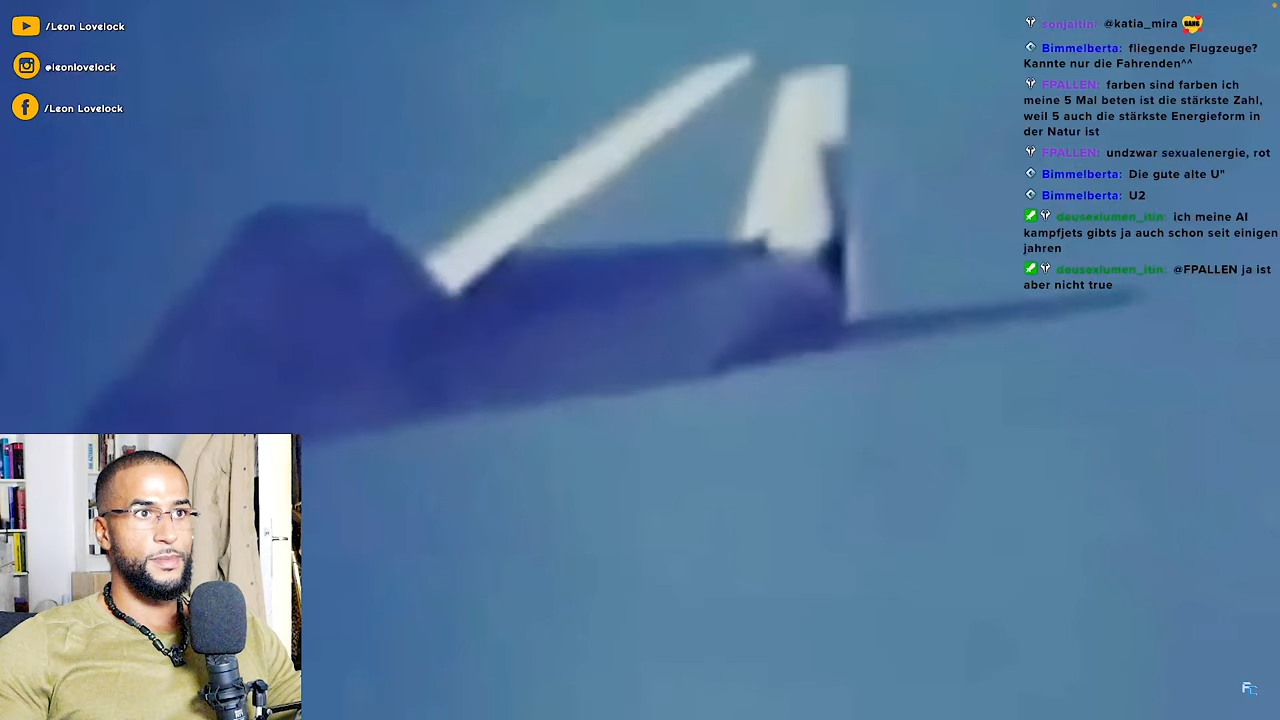 /Leon Lovelock
@leonlovelock
/Leon Lovelock
sonjaitin: @katia_mira GANG
Bimmelberta: fliegende Flugzeuge?
Kannte nur die Fahrenden^^
FPALLEN: farben sind farben ich
meine 5 Mal beten ist die stärkste Zahl,
weil 5 auch die stärkste Energieform in
der Natur ist
FPALLEN: undzwar sexualenergie, rot
Bimmelberta: Die gute alte U"
Bimmelberta: U2
deusexlumen_itin: ich meine AI
kampfjets gibts ja auch schon seit einigen
jahren
deusexlumen_itin: @FPALLEN ja ist
aber nicht true